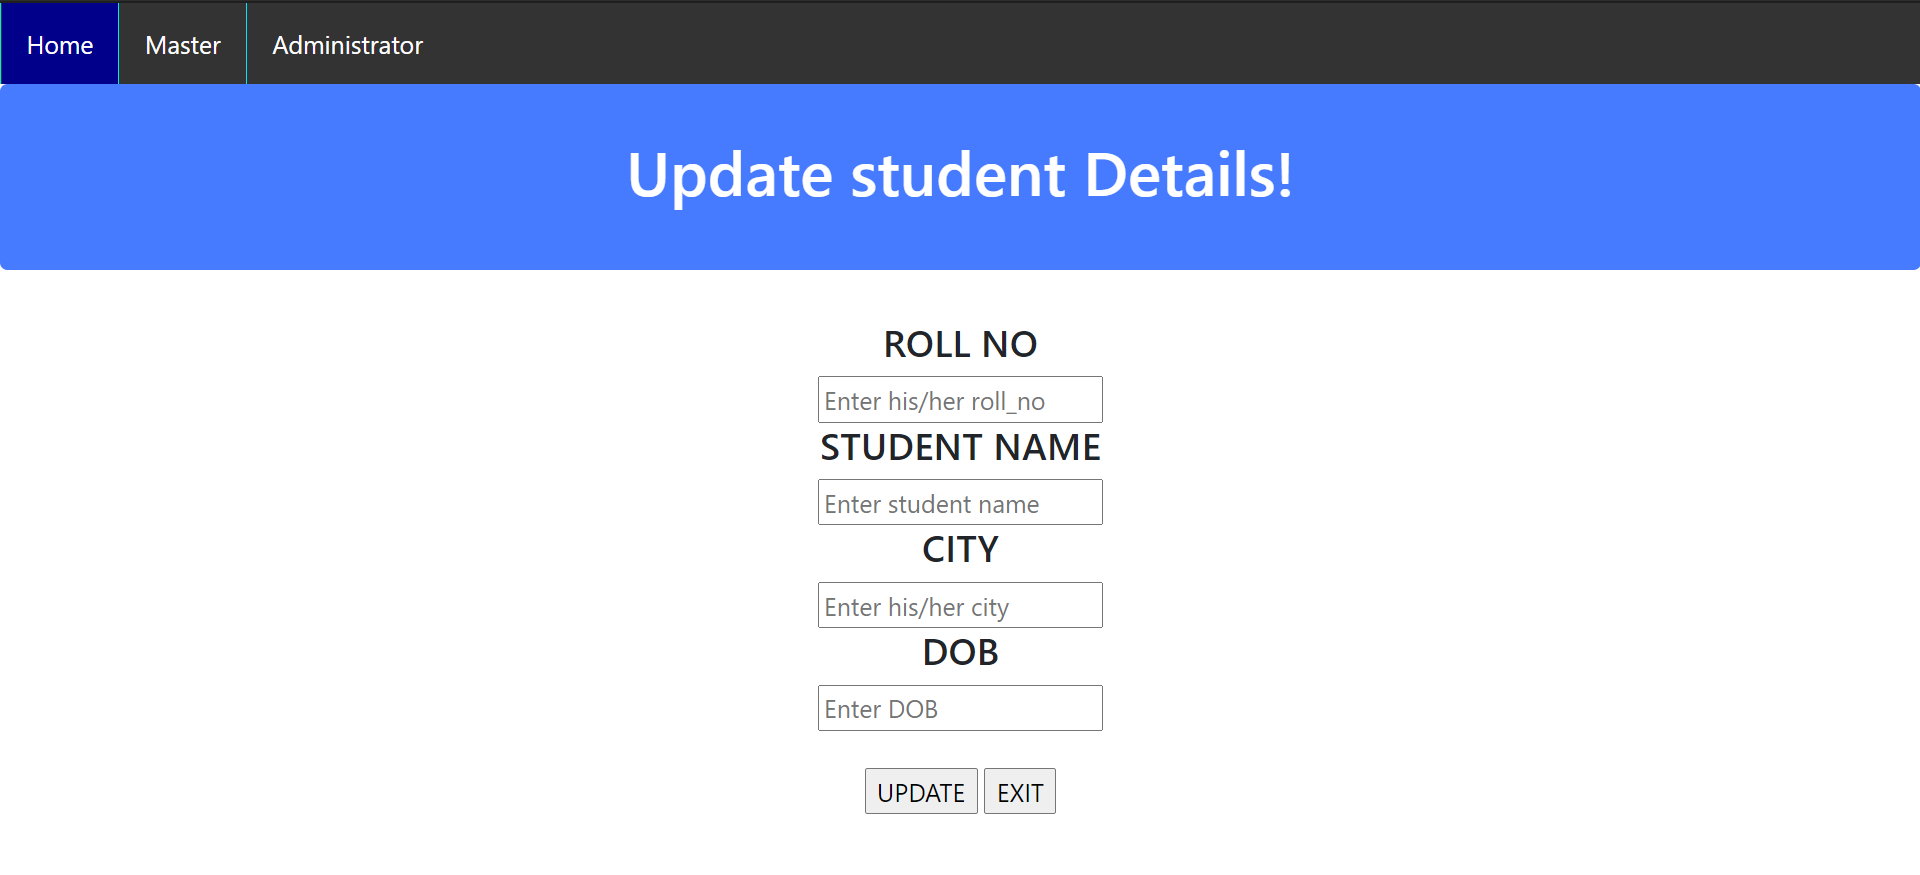 Home Master Administrator
Update student Details!
ROLL NO
Enter his/her roll_no
STUDENT NAME
Enter student name
CITY
Enter his/her city
DOB
Enter DOB
UPDATE EXIT